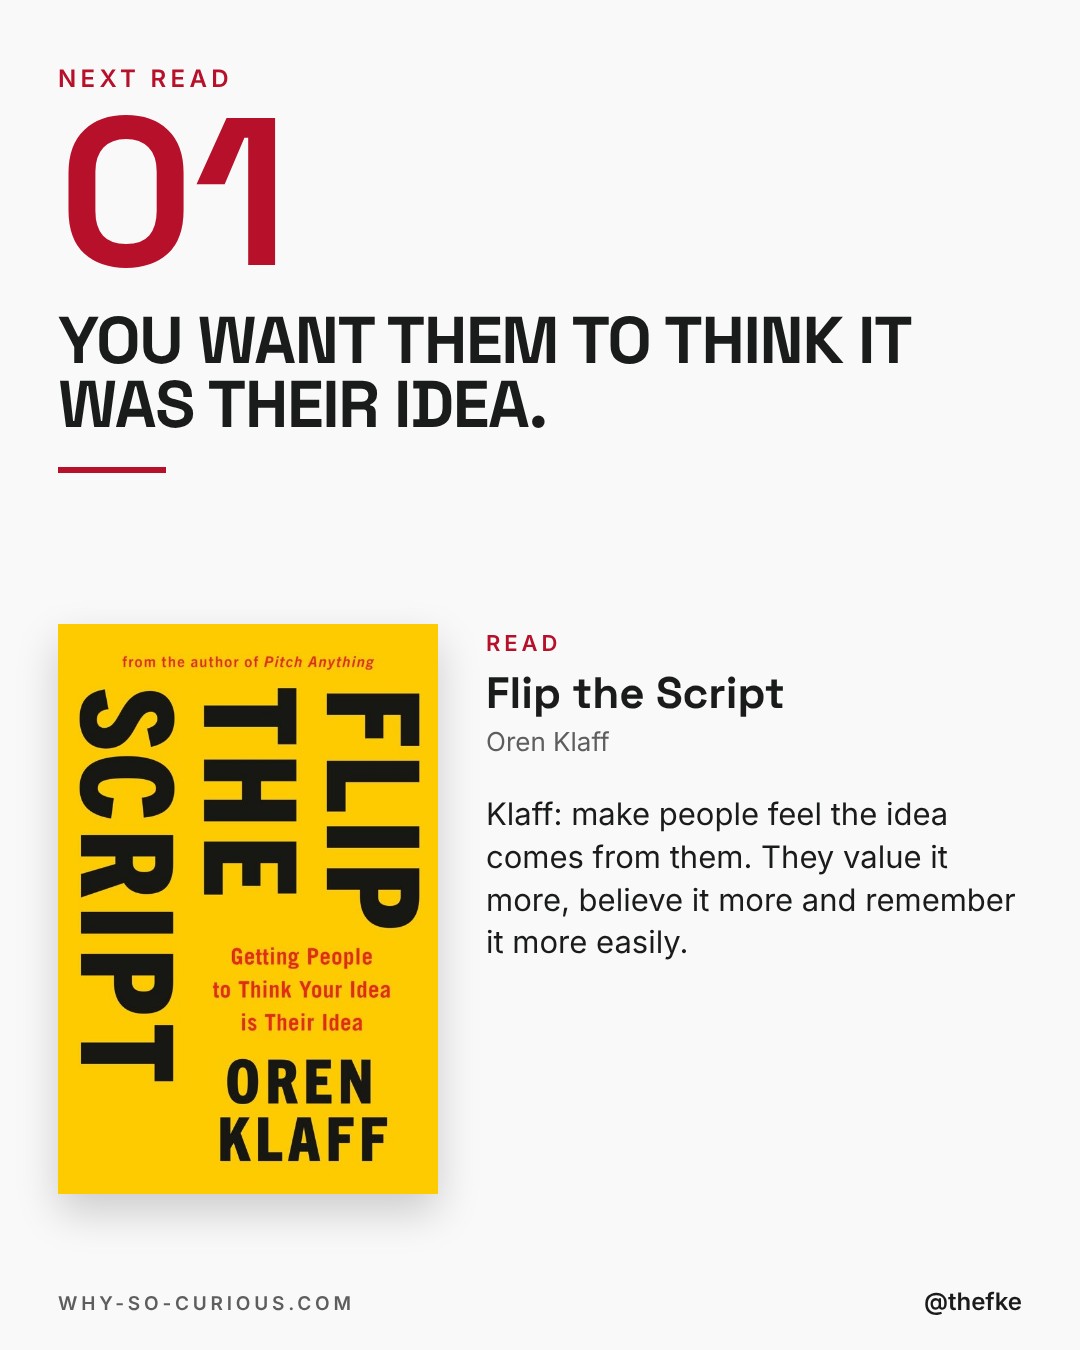 NEXT READ
01
YOU WANT THEM TO THINK IT
WAS THEIR IDEA.
from the author of Pitch Anything
FLIP
THE
SCRIPT
Getting People
to Think Your Idea
is Their Idea
OREN
KLAFF
READ
Flip the Script
Oren Klaff
Klaff: make people feel the idea
comes from them. They value it
more, believe it more and remember
it more easily.
WHY-SO-CURIOUS.COM
@thefke